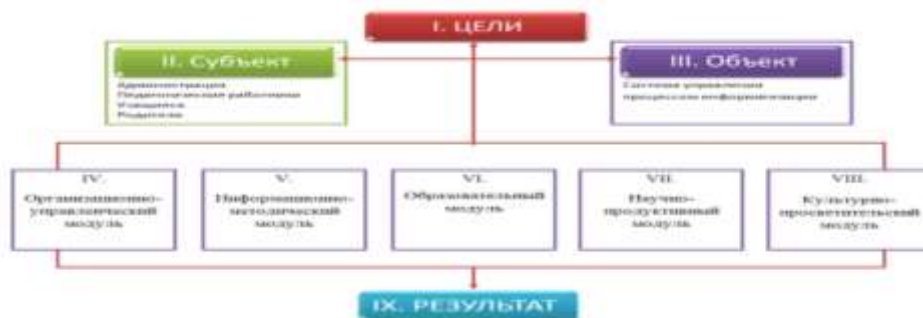 I. ЦЕЛИ
II. Субъект
Администрация
Педагогические работники
Учащиеся
Родители
III. Объект
Система управления
процессом информатизации
IV.
Организационно-
управленческий
модуль
V.
Информационно-
методический
модуль
VI.
Образовательный
модуль
VII.
Научно-
продуктивный
модуль
VIII.
Культурно-
просветительский
модуль
IX. РЕЗУЛЬТАТ